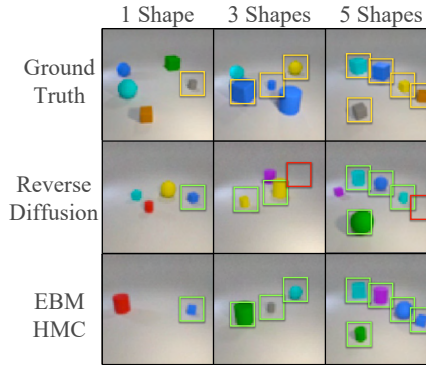 1 Shape 3 Shapes 5 Shapes
Ground
Truth
Reverse
Diffusion
EBM
HMC